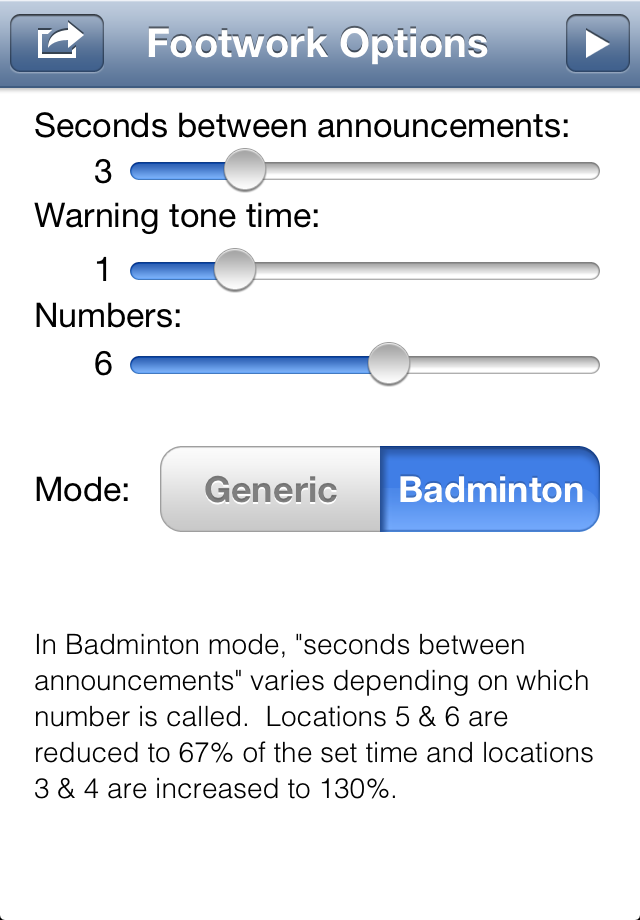 Footwork Options
Seconds between announcements:
3
Warning tone time:
1
Numbers:
6
Mode: Generic Badminton
In Badminton mode, "seconds between
announcements" varies depending on which
number is called.  Locations 5 & 6 are
reduced to 67% of the set time and locations
3 & 4 are increased to 130%.